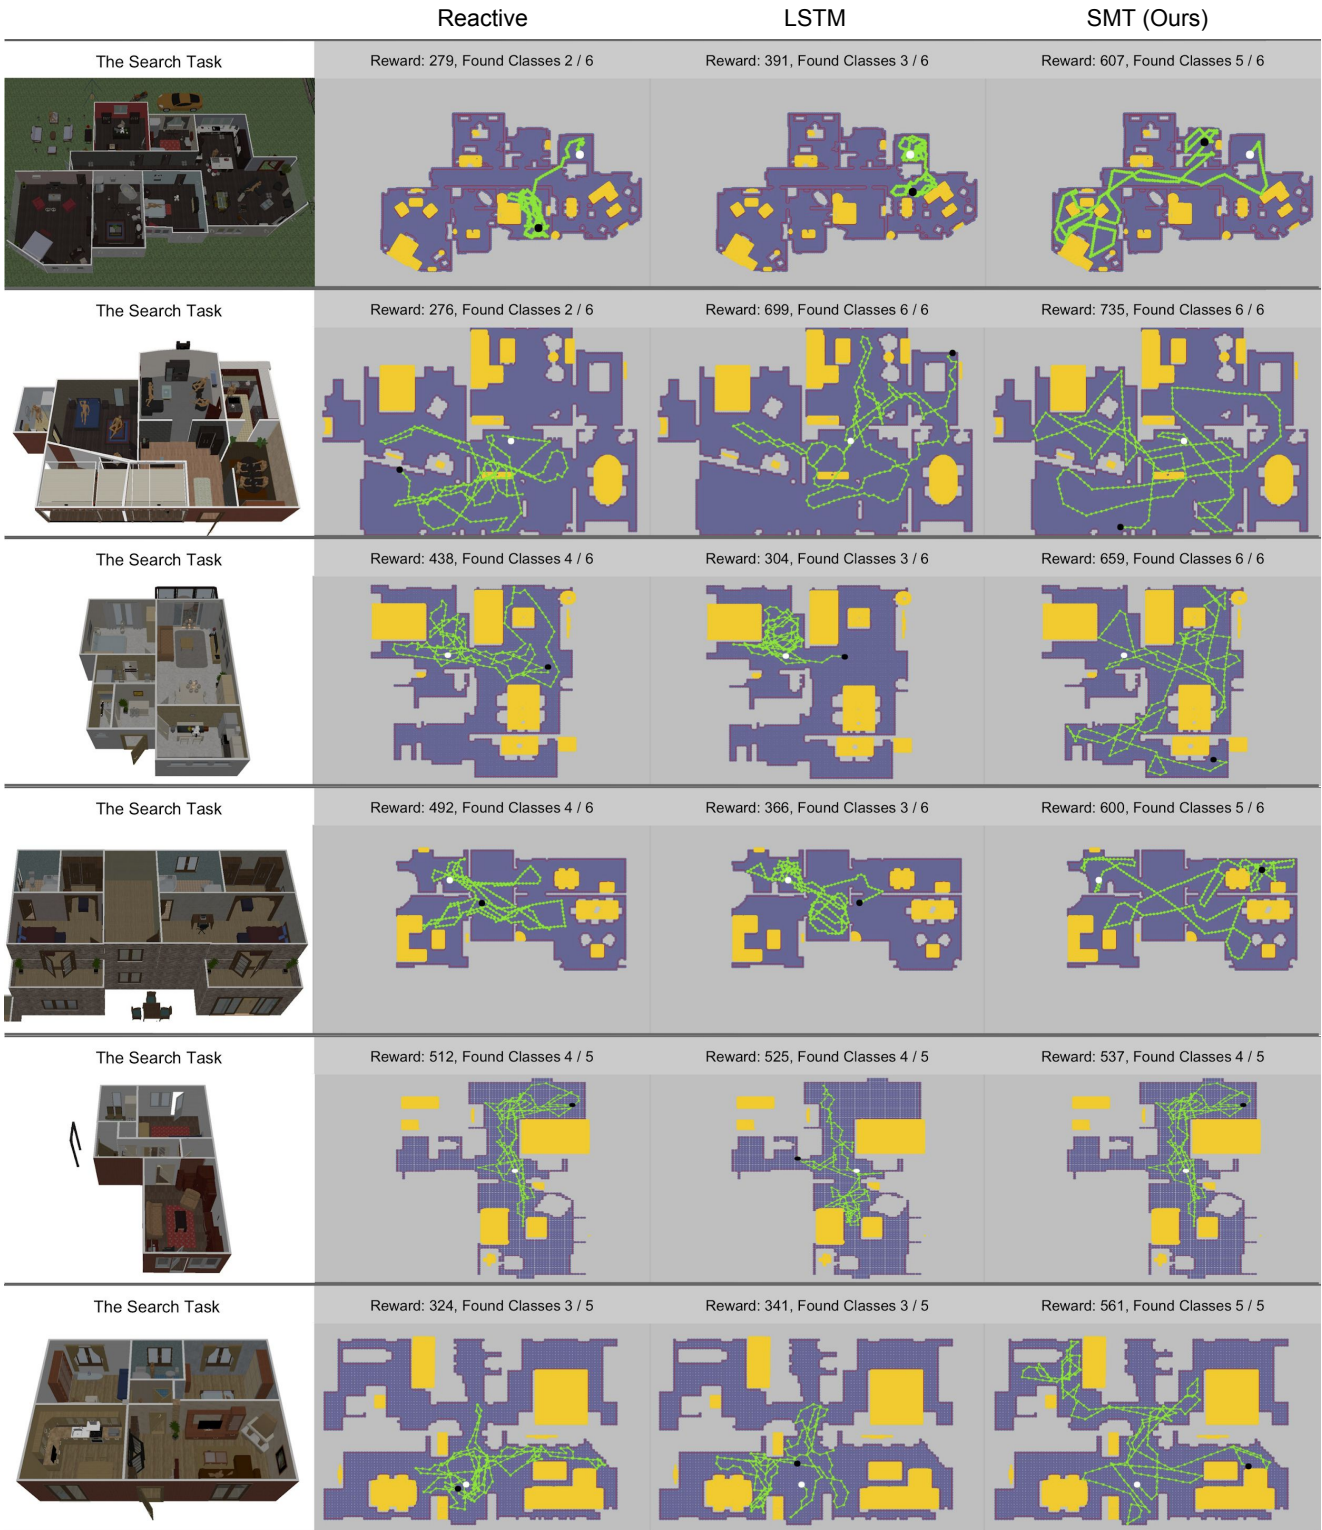 Reactive LSTM SMT (Ours)
The Search Task Reward: 279, Found Classes 2 / 6 Reward: 391, Found Classes 3 / 6 Reward: 607, Found Classes 5 / 6
The Search Task Reward: 276, Found Classes 2 / 6 Reward: 699, Found Classes 6 / 6 Reward: 735, Found Classes 6 / 6
The Search Task Reward: 438, Found Classes 4 / 6 Reward: 304, Found Classes 3 / 6 Reward: 659, Found Classes 6 / 6
The Search Task Reward: 492, Found Classes 4 / 6 Reward: 366, Found Classes 3 / 6 Reward: 600, Found Classes 5 / 6
The Search Task Reward: 512, Found Classes 4 / 5 Reward: 525, Found Classes 4 / 5 Reward: 537, Found Classes 4 / 5
The Search Task Reward: 324, Found Classes 3 / 5 Reward: 341, Found Classes 3 / 5 Reward: 561, Found Classes 5 / 5